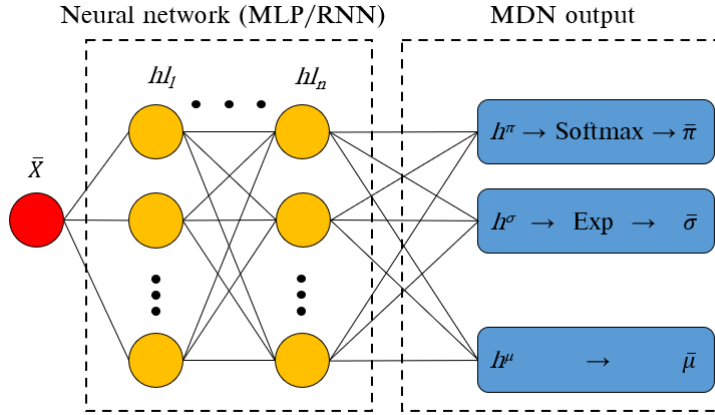 Neural network (MLP/RNN)
MDN output
hl₁
hlₙ
X̄
h^π → Softmax → π̄
h^σ → Exp → σ̄
h^μ → μ̄